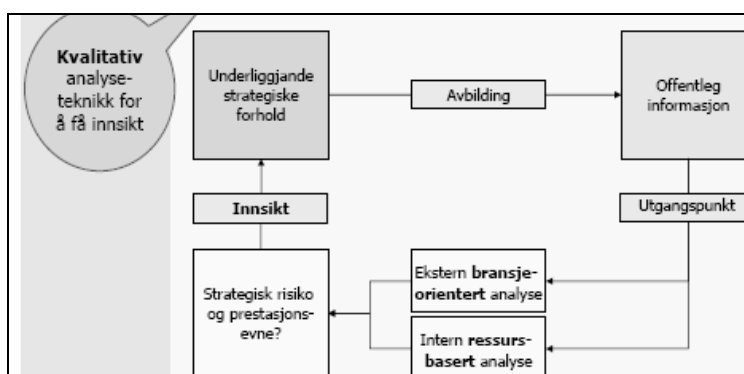 Kvalitativ
analyse-
teknikk for
å få innsikt
Underliggjande
strategiske
forhold
Avbilding
Offentleg
informasjon
Innsikt
Utgangspunkt
Strategisk risiko
og prestasjons-
evne?
Ekstern bransje-
orientert analyse
Intern ressurs-
basert analyse